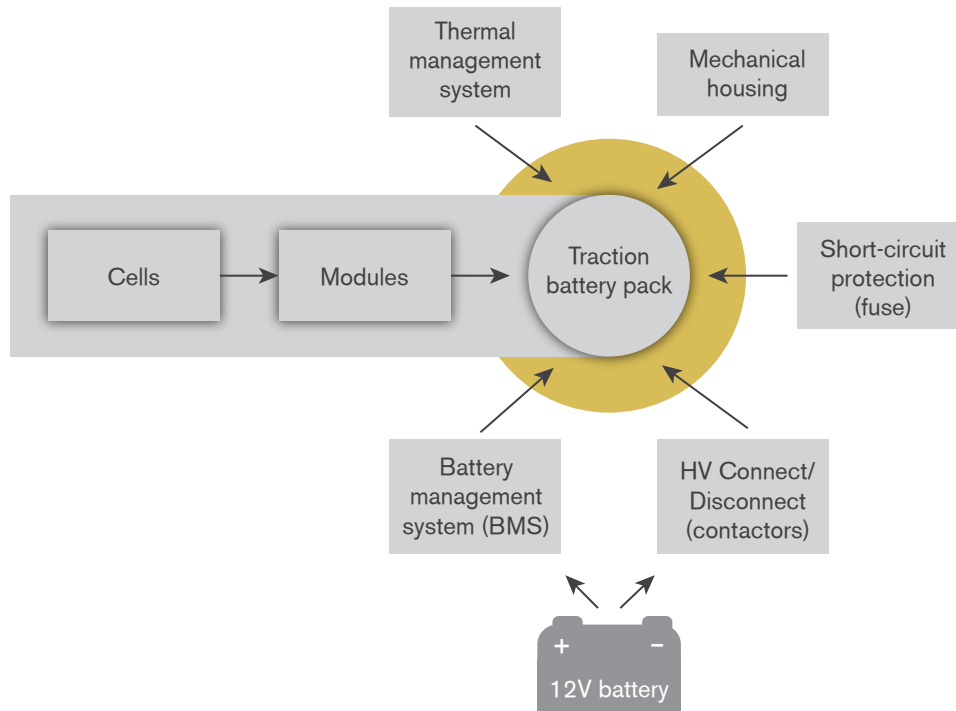 Thermal
management
system
Mechanical
housing
Cells
Modules
Traction
battery pack
Short-circuit
protection
(fuse)
Battery
management
system (BMS)
HV Connect/
Disconnect
(contactors)
+ −
12V battery